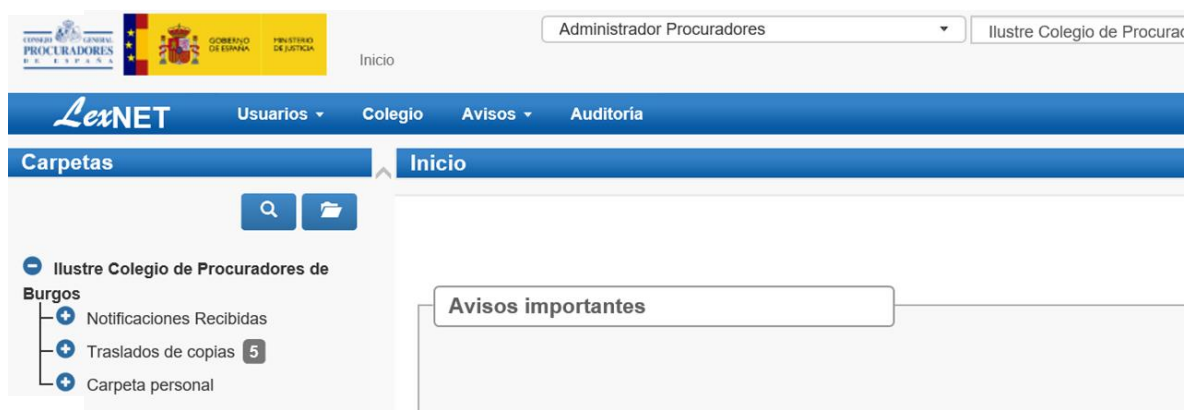 CONSEJO GENERAL
PROCURADORES
DE ESPAÑA
GOBIERNO
DE ESPAÑA
MINISTERIO
DE JUSTICIA
Inicio
Administrador Procuradores
Ilustre Colegio de Procurad
LexNET Usuarios Colegio Avisos Auditoría
Carpetas
Inicio
Ilustre Colegio de Procuradores de
Burgos
Notificaciones Recibidas
Traslados de copias 5
Carpeta personal
Avisos importantes